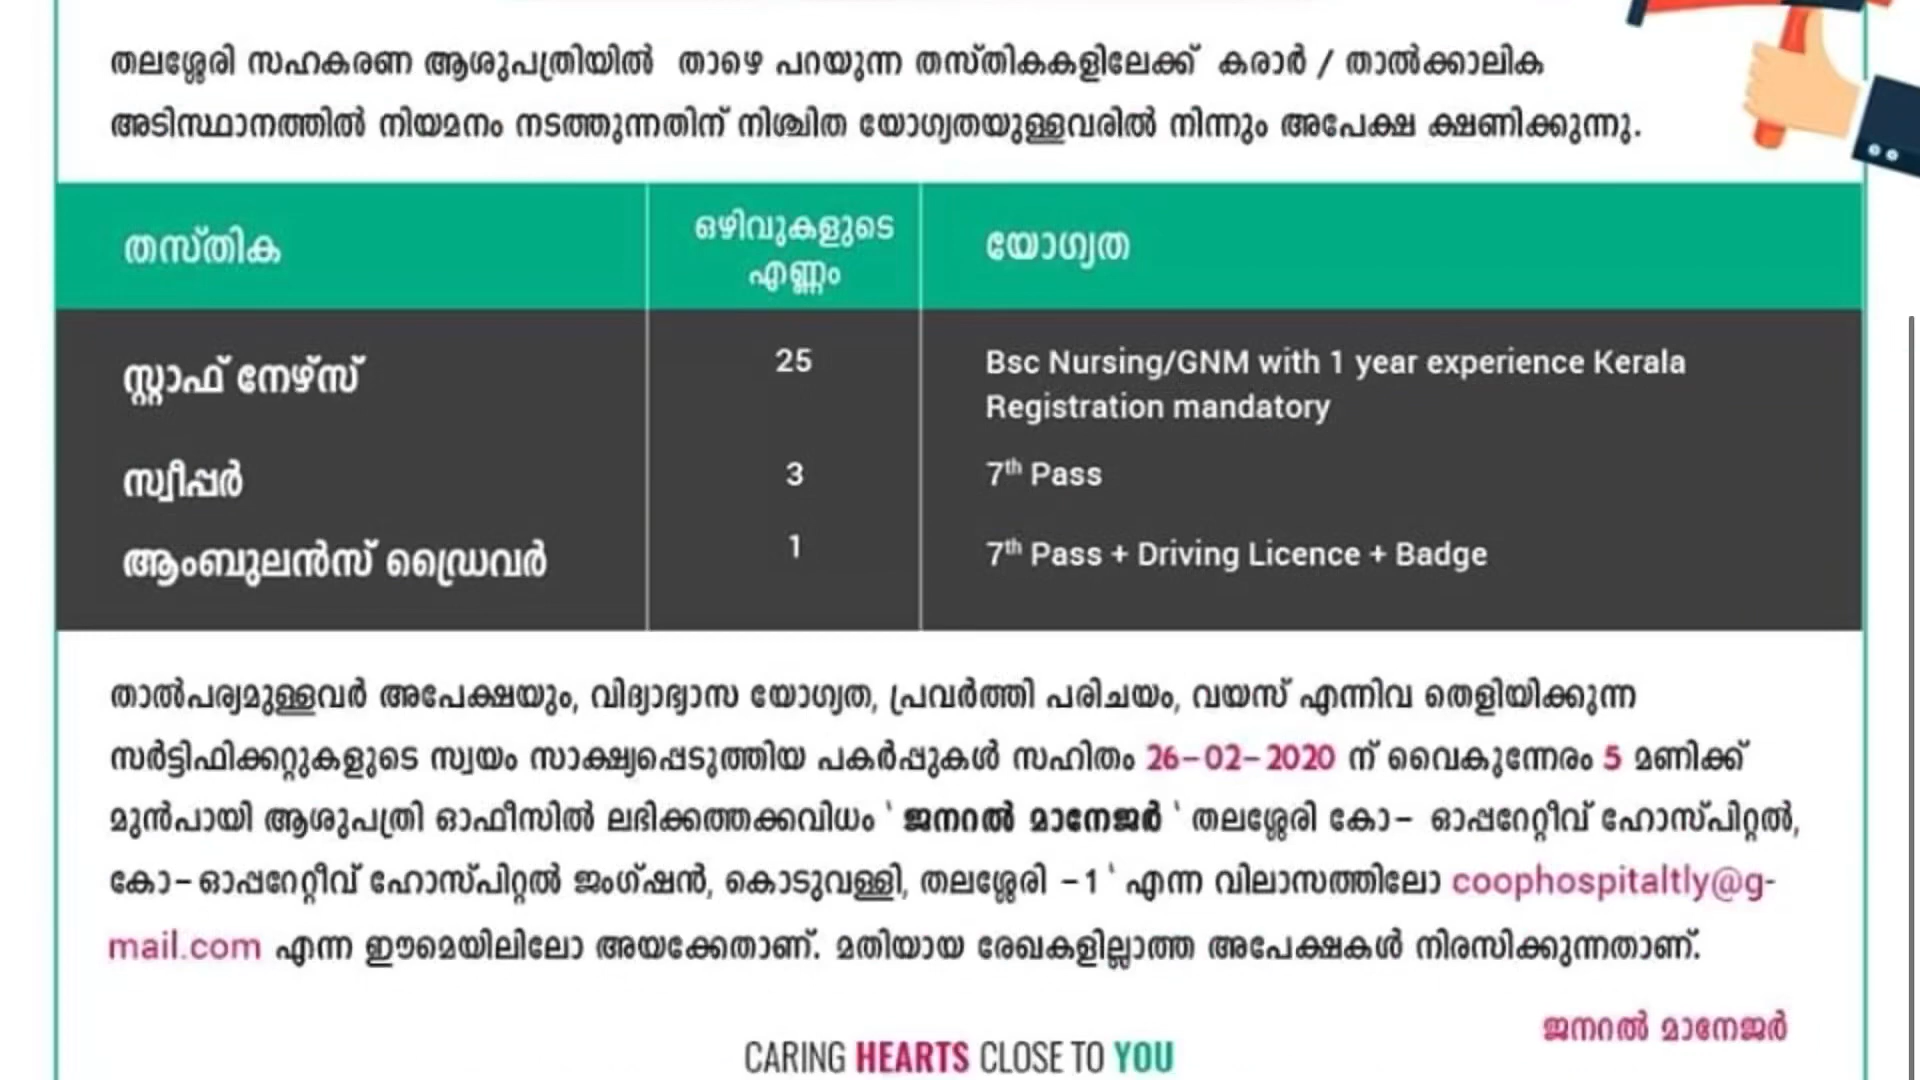 തലശ്ശേരി സഹകരണ ആശുപത്രിയിൽ താഴെ പറയുന്ന തസ്തികകളിലേക്ക് കരാർ / താൽക്കാലിക
അടിസ്ഥാനത്തിൽ നിയമനം നടത്തുന്നതിന് നിശ്ചിത യോഗ്യതയുള്ളവരിൽ നിന്നും അപേക്ഷ ക്ഷണിക്കുന്നു.
തസ്തിക
ഒഴിവുകളുടെ
എണ്ണം
യോഗ്യത
സ്റ്റാഫ് നേഴ്സ്
25
Bsc Nursing/GNM with 1 year experience Kerala
Registration mandatory
സ്വീപ്പർ
3
7th Pass
ആംബുലൻസ് ഡ്രൈവർ
1
7th Pass + Driving Licence + Badge
താൽപര്യമുള്ളവർ അപേക്ഷയും, വിദ്യാഭ്യാസ യോഗ്യത, പ്രവർത്തി പരിചയം, വയസ് എന്നിവ തെളിയിക്കുന്ന
സർട്ടിഫിക്കറ്റുകളുടെ സ്വയം സാക്ഷ്യപ്പെടുത്തിയ പകർപ്പുകൾ സഹിതം 26-02-2020 ന് വൈകുന്നേരം 5 മണിക്ക്
മുൻപായി ആശുപത്രി ഓഫീസിൽ ലഭിക്കത്തക്കവിധം ' ജനറൽ മാനേജർ ' തലശ്ശേരി കോ- ഓപ്പറേറ്റീവ് ഹോസ്പിറ്റൽ,
കോ-ഓപ്പറേറ്റീവ് ഹോസ്പിറ്റൽ ജംഗ്ഷൻ, കൊടുവള്ളി, തലശ്ശേരി -1 ' എന്ന വിലാസത്തിലോ coophospitaltly@g-
mail.com എന്ന ഈമെയിലിലോ അയക്കേതാണ്. മതിയായ രേഖകളില്ലാത്ത അപേക്ഷകൾ നിരസിക്കുന്നതാണ്.
ജനറൽ മാനേജർ
CARING HEARTS CLOSE TO YOU